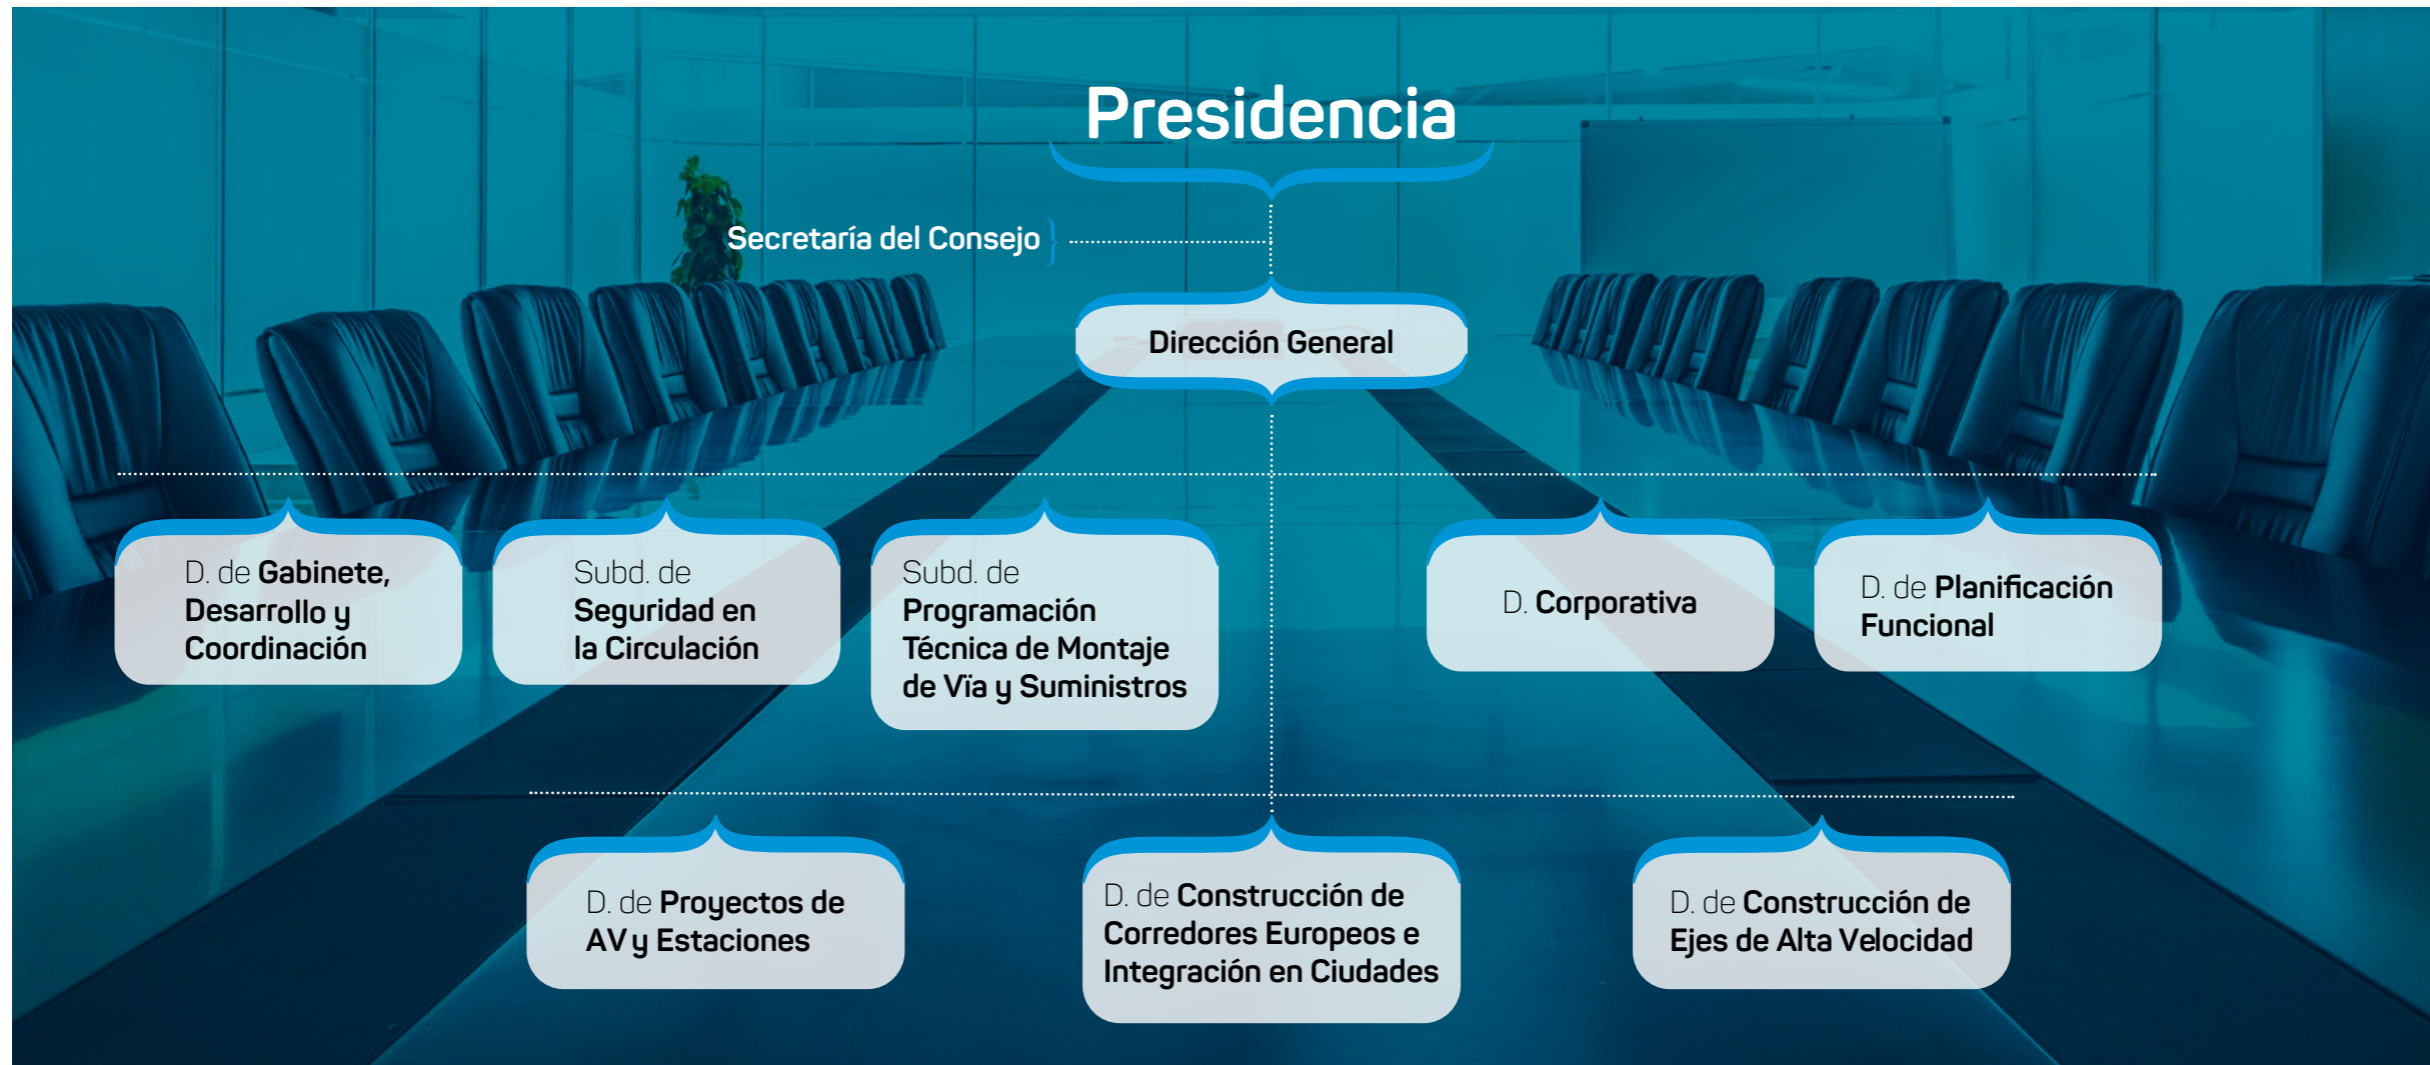 Presidencia
Secretaría del Consejo
Dirección General
D. de Gabinete,
Desarrollo y
Coordinación
Subd. de
Seguridad en
la Circulación
Subd. de
Programación
Técnica de Montaje
de Vïa y Suministros
D. Corporativa
D. de Planificación
Funcional
D. de Proyectos de
AV y Estaciones
D. de Construcción de
Corredores Europeos e
Integración en Ciudades
D. de Construcción de
Ejes de Alta Velocidad